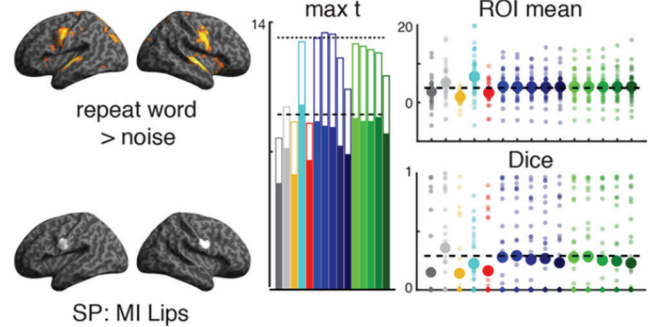 repeat word
> noise
SP: MI Lips
max t
14
ROI mean
20
0
Dice
1
0